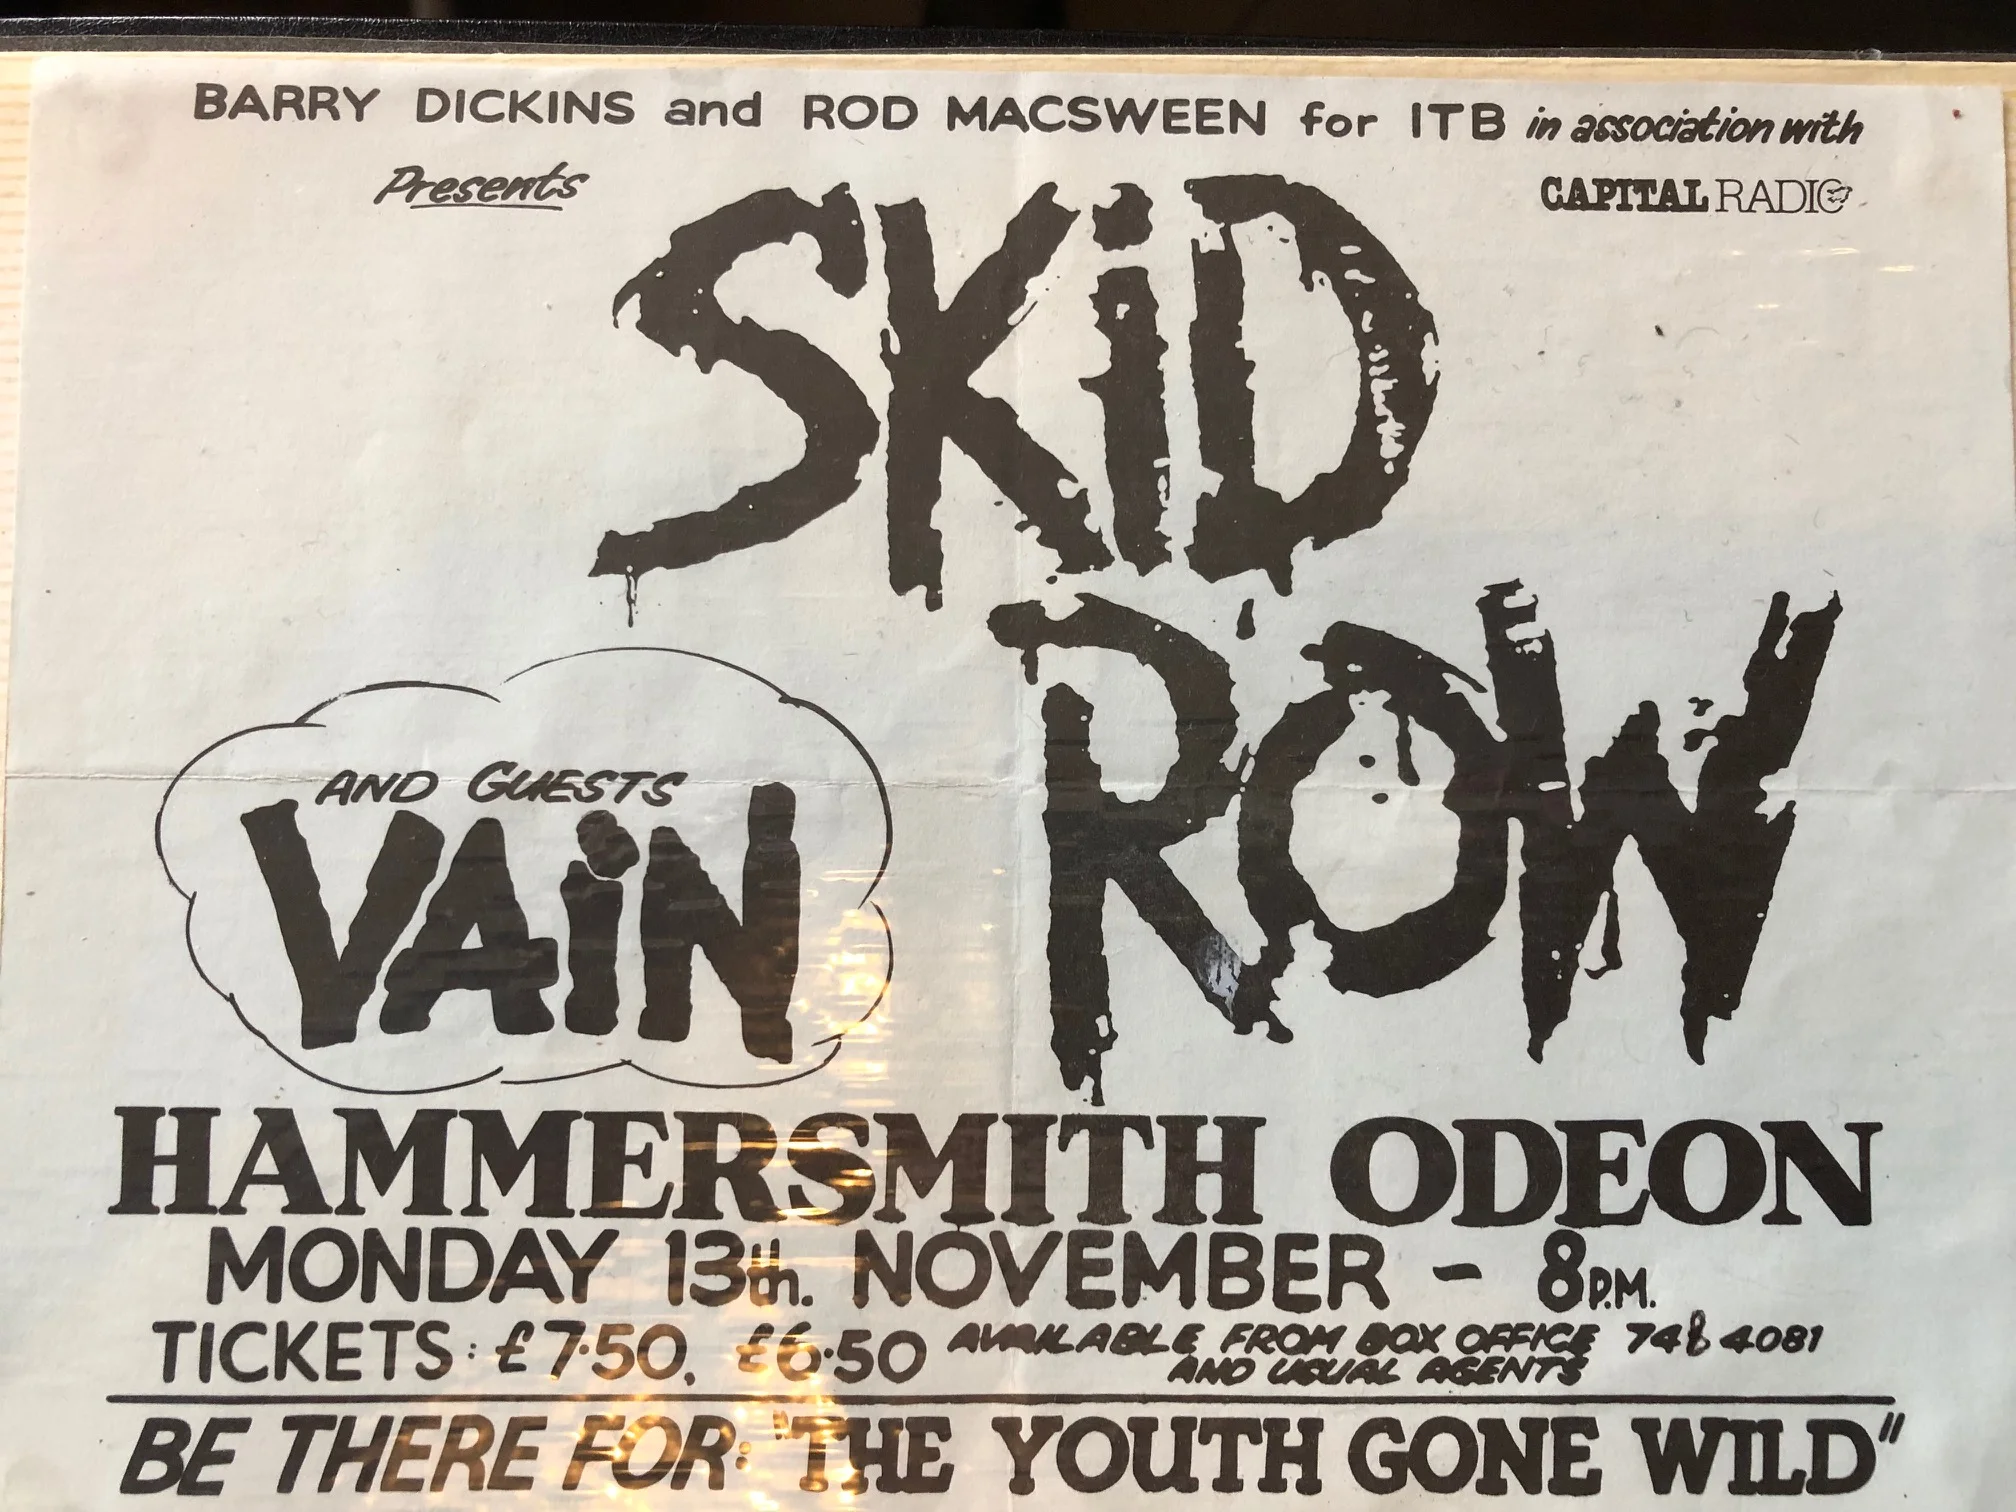 BARRY DICKINS and ROD MACSWEEN for ITB in association with
Presents
CAPITAL RADIO
SKiD
ROW
AND GUESTS
VAiN
HAMMERSMITH ODEON
MONDAY 13th. NOVEMBER - 8P.M.
TICKETS: £7·50, £6·50 AVAILABLE FROM BOX OFFICE 748 4081
AND USUAL AGENTS
BE THERE FOR: "THE YOUTH GONE WILD"